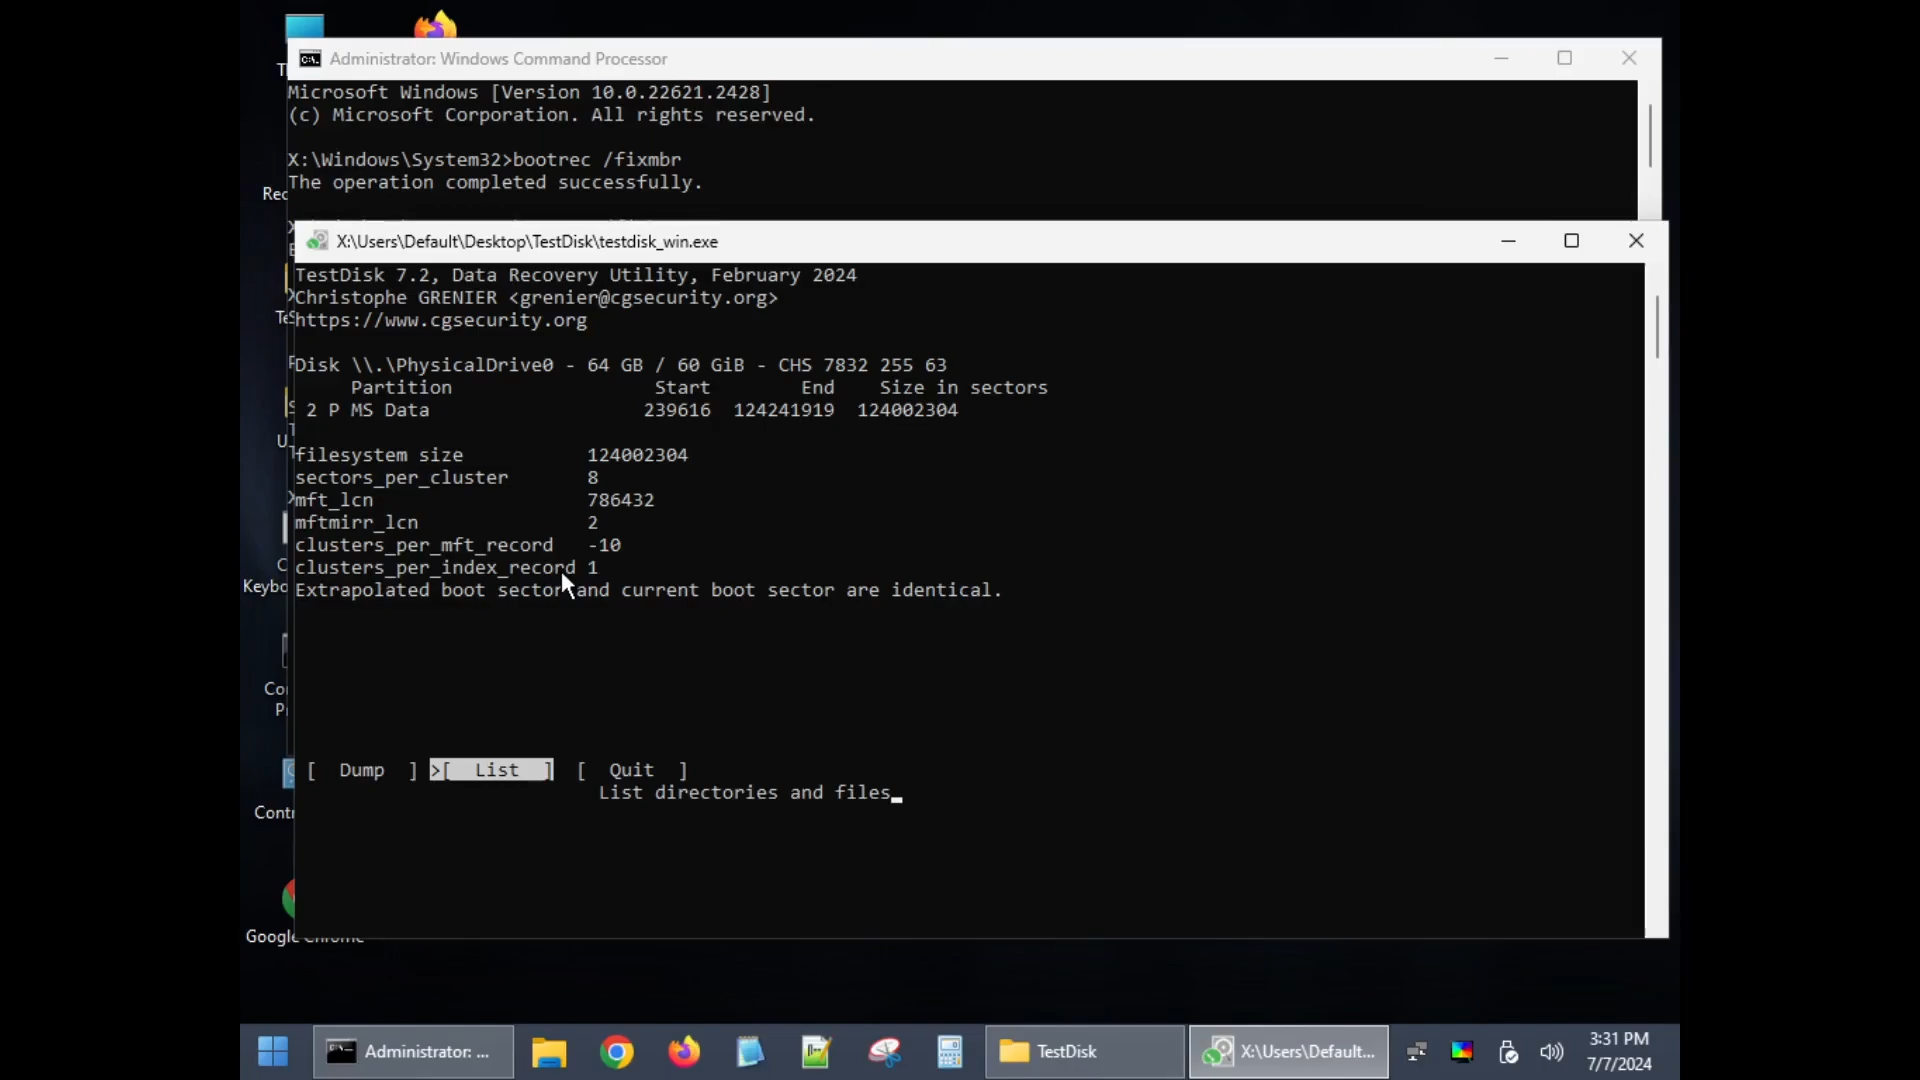 Administrator: Windows Command Processor
Microsoft Windows [Version 10.0.22621.2428]
(c) Microsoft Corporation. All rights reserved.
X:\Windows\System32>bootrec /fixmbr
The operation completed successfully.
X:\Users\Default\Desktop\TestDisk\testdisk_win.exe
TestDisk 7.2, Data Recovery Utility, February 2024
Christophe GRENIER <grenier@cgsecurity.org>
https://www.cgsecurity.org
Disk \\.\PhysicalDrive0 - 64 GB / 60 GiB - CHS 7832 255 63
Partition Start End Size in sectors
2 P MS Data 239616 124241919 124002304
filesystem size 124002304
sectors_per_cluster 8
mft_lcn 786432
mftmirr_lcn 2
clusters_per_mft_record -10
clusters_per_index_record 1
Extrapolated boot sector and current boot sector are identical.
[ Dump ] >[ List ] [ Quit ]
List directories and files_
Google Chrome
Administrator: ...
TestDisk
X:\Users\Default...
3:31 PM
7/7/2024